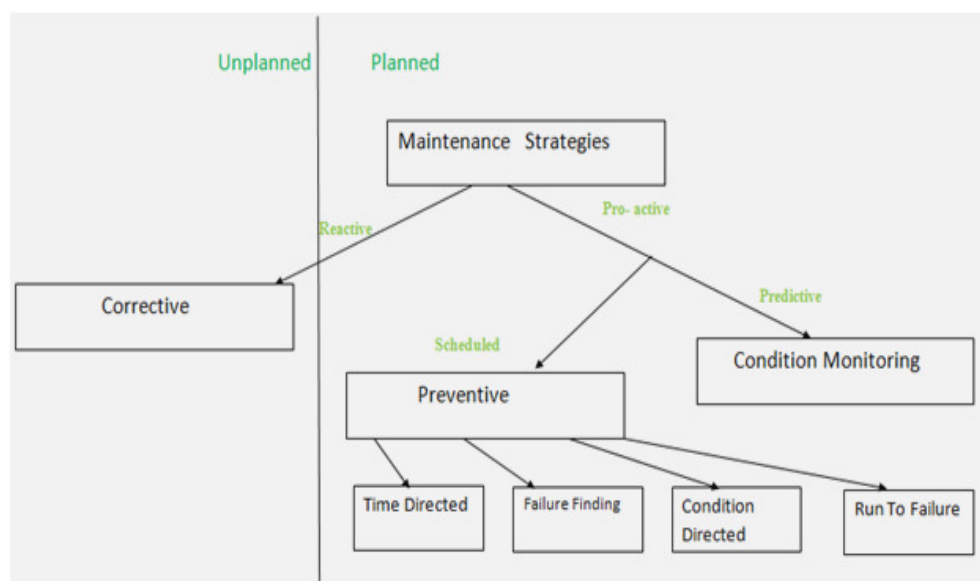 Unplanned
Planned
Maintenance Strategies
Reactive
Pro- active
Corrective
Predictive
Scheduled
Condition Monitoring
Preventive
Time Directed
Failure Finding
Condition
Directed
Run To Failure